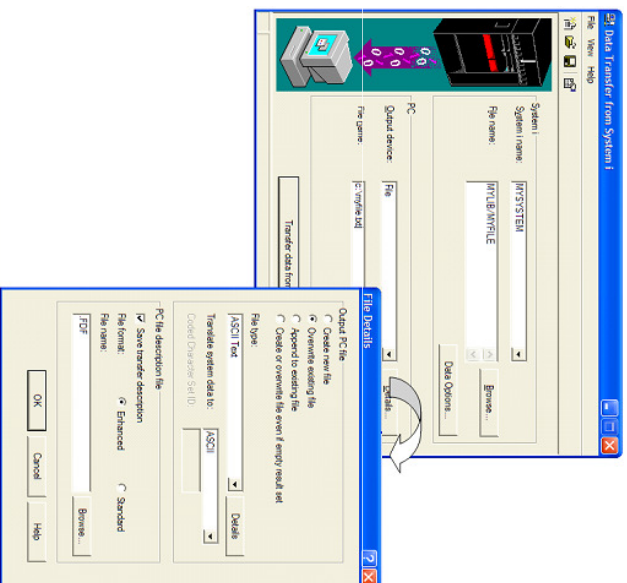 Data Transfer from System i
File View Help
System i
System i name:
MYSYSTEM
File name:
MYLIB/MYFILE
Browse...
Data Options...
PC
Output device:
File
Details...
File name:
c:\myfile.txt
Transfer data from
File Details
Output PC file
Create new file
Overwrite existing file
Append to existing file
Create or overwrite file even if empty result set
File type:
ASCII Text
Details
Translate system data to:
ASCII
Coded Character Set ID
PC file description file
Save transfer description
File format:
Enhanced
Standard
File name:
.FDF
Browse...
OK
Cancel
Help